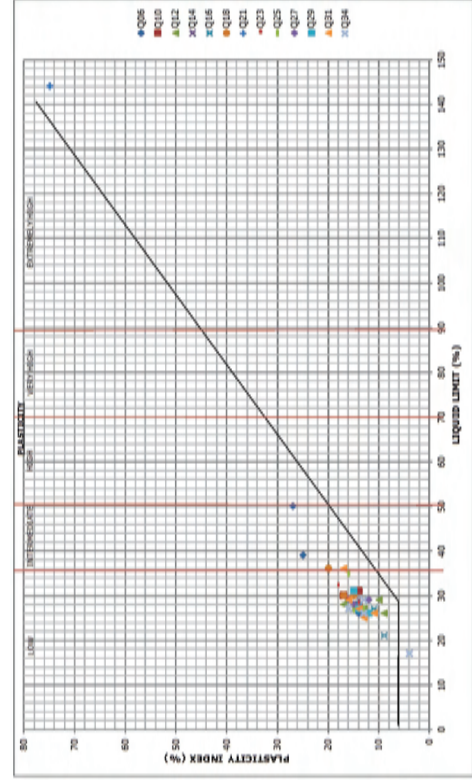 PLASTICITY
LOW INTERMEDIATE HIGH VERY HIGH EXTREMELY HIGH
PLASTICITY INDEX (%)
80
70
60
50
40
30
20
10
0
0 10 20 30 40 50 60 70 80 90 100 110 120 130 140 150
LIQUID LIMIT (%)
Q06
Q10
Q12
Q14
Q16
Q18
Q21
Q23
Q25
Q27
Q29
Q31
Q34